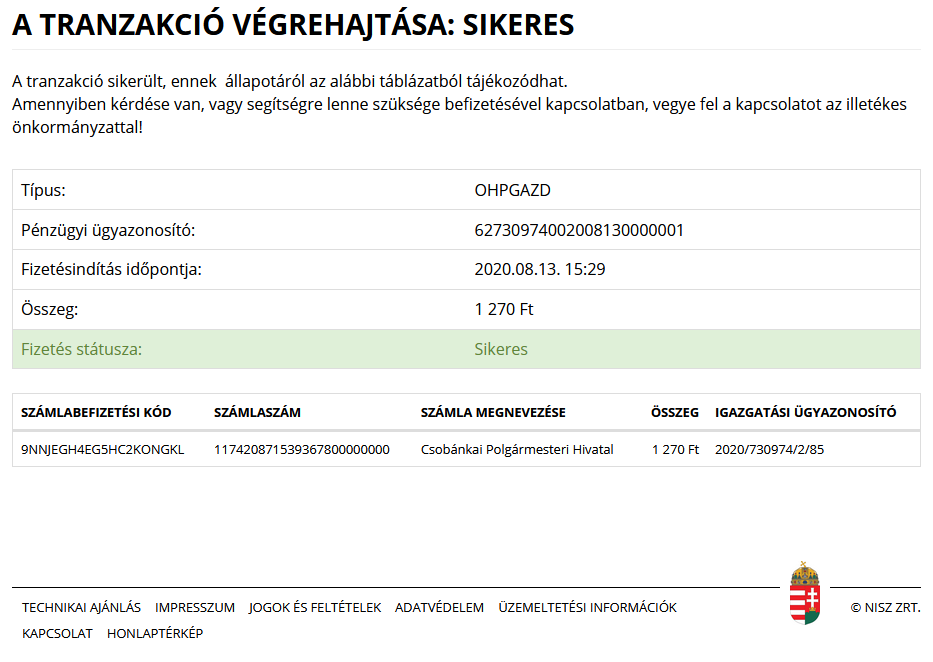 A TRANZAKCIÓ VÉGREHAJTÁSA: SIKERES
A tranzakció sikerült, ennek állapotáról az alábbi táblázatból tájékozódhat.
Amennyiben kérdése van, vagy segítségre lenne szüksége befizetésével kapcsolatban, vegye fel a kapcsolatot az illetékes
önkormányzattal!
Típus: OHPGAZD
Pénzügyi ügyazonosító: 62730974002008130000001
Fizetésindítás időpontja: 2020.08.13. 15:29
Összeg: 1 270 Ft
Fizetés státusza: Sikeres
SZÁMLABEFIZETÉSI KÓD SZÁMLASZÁM SZÁMLA MEGNEVEZÉSE ÖSSZEG IGAZGATÁSI ÜGYAZONOSÍTÓ
9NNJEGH4EG5HC2KONGKL 117420871539367800000000 Csobánkai Polgármesteri Hivatal 1 270 Ft 2020/730974/2/85
TECHNIKAI AJÁNLÁS IMPRESSZUM JOGOK ÉS FELTÉTELEK ADATVÉDELEM ÜZEMELTETÉSI INFORMÁCIÓK © NISZ ZRT.
KAPCSOLAT HONLAPTÉRKÉP